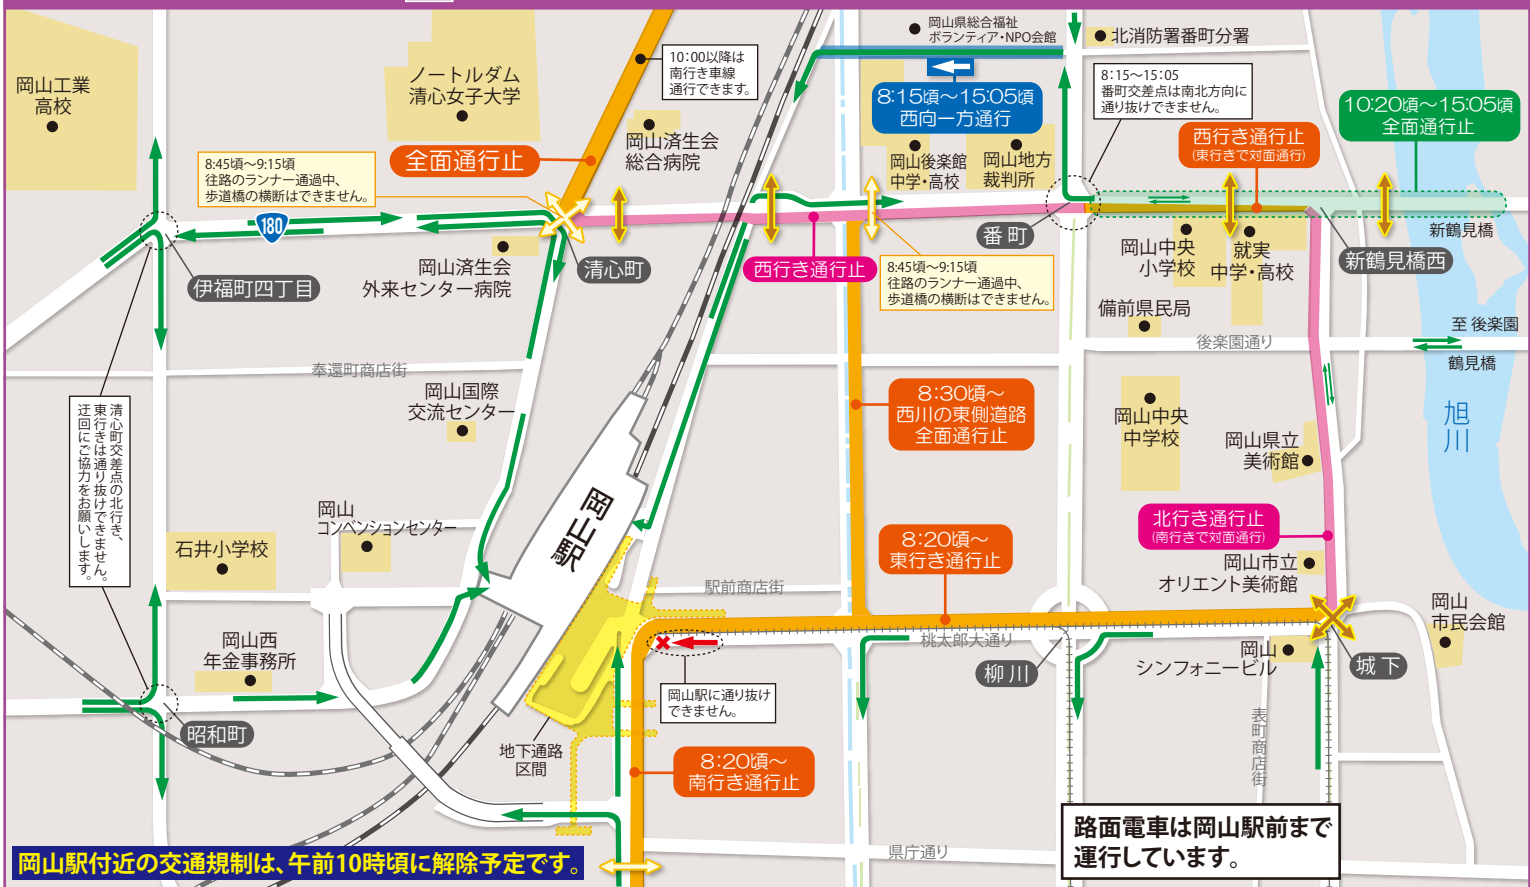 岡山県総合福祉
ボランティア・NPO会館
北消防署番町分署
岡山工業
高校
ノートルダム
清心女子大学
10:00以降は
南行き車線
通行できます。
岡山済生会
総合病院
8:15頃～15:05頃
西向一方通行
8:15～15:05
番町交差点は南北方向に
通り抜けできません。
10:20頃～15:05頃
全面通行止
西行き通行止
(東行きで対面通行)
全面通行止
8:45頃～9:15頃
往路のランナー通過中、
歩道橋の横断はできません。
岡山後楽館
中学・高校
岡山地方
裁判所
180
伊福町四丁目
岡山済生会
外来センター病院
清心町
西行き通行止
8:45頃～9:15頃
往路のランナー通過中、
歩道橋の横断はできません。
番町
岡山中央
小学校
就実
中学・高校
新鶴見橋
新鶴見橋西
備前県民局
後楽園通り
至 後楽園
鶴見橋
旭川
奉還町商店街
岡山国際
交流センター
8:30頃～
西川の東側道路
全面通行止
岡山中央
中学校
岡山県立
美術館
清心町交差点の北行き、
東行きは通り抜けできません。
迂回にご協力をお願いします。
岡山
コンベンションセンター
岡山駅
石井小学校
8:20頃～
東行き通行止
北行き通行止
(南行きで対面通行)
岡山市立
オリエント美術館
駅前商店街
岡山
市民会館
岡山西
年金事務所
桃太郎大通り
柳川
岡山
シンフォニービル
城下
岡山駅に通り抜け
できません。
昭和町
地下通路
区間
8:20頃～
南行き通行止
表町商店街
路面電車は岡山駅前まで
運行しています。
県庁通り
岡山駅付近の交通規制は、午前10時頃に解除予定です。